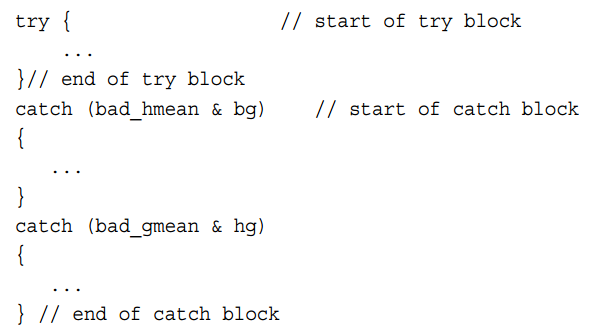 try {                 // start of try block
    ...
}// end of try block
catch (bad_hmean & bg)    // start of catch block
{
   ...
}
catch (bad_gmean & hg)
{
   ...
} // end of catch block